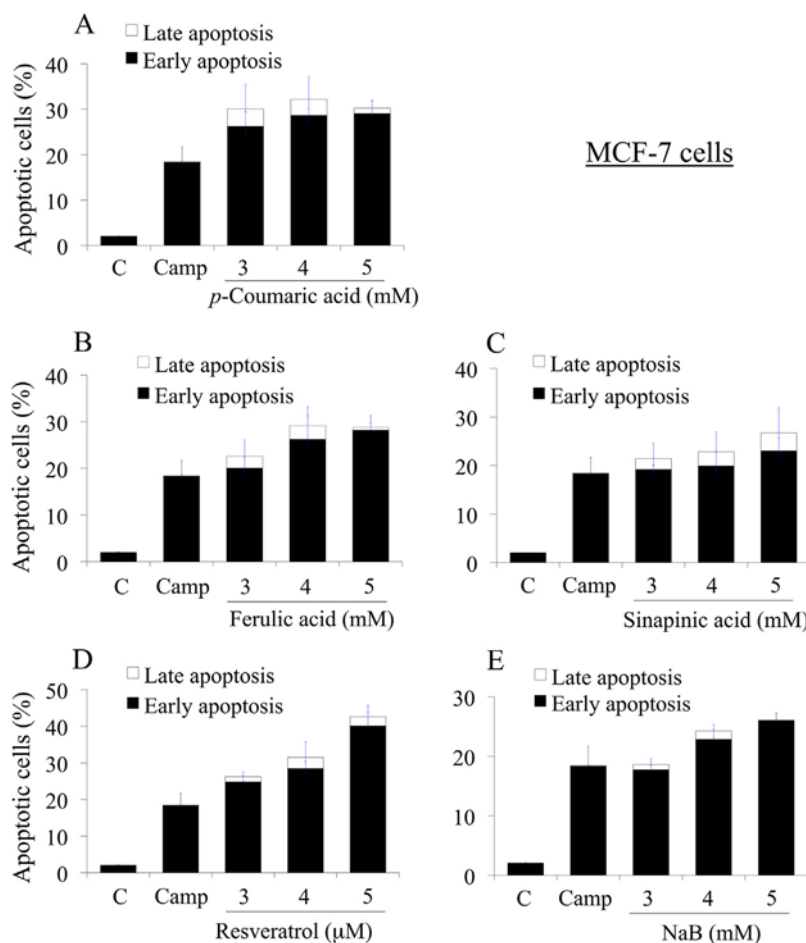 A
Late apoptosis
Early apoptosis
Apoptotic cells (%)
40
30
20
10
0
C Camp 3 4 5
p-Coumaric acid (mM)
MCF-7 cells
B
Late apoptosis
Early apoptosis
Apoptotic cells (%)
40
30
20
10
0
C Camp 3 4 5
Ferulic acid (mM)
C
Late apoptosis
Early apoptosis
40
30
20
10
0
C Camp 3 4 5
Sinapinic acid (mM)
D
Late apoptosis
Early apoptosis
Apoptotic cells (%)
50
40
30
20
10
0
C Camp 3 4 5
Resveratrol (µM)
E
Late apoptosis
Early apoptosis
30
20
10
0
C Camp 3 4 5
NaB (mM)